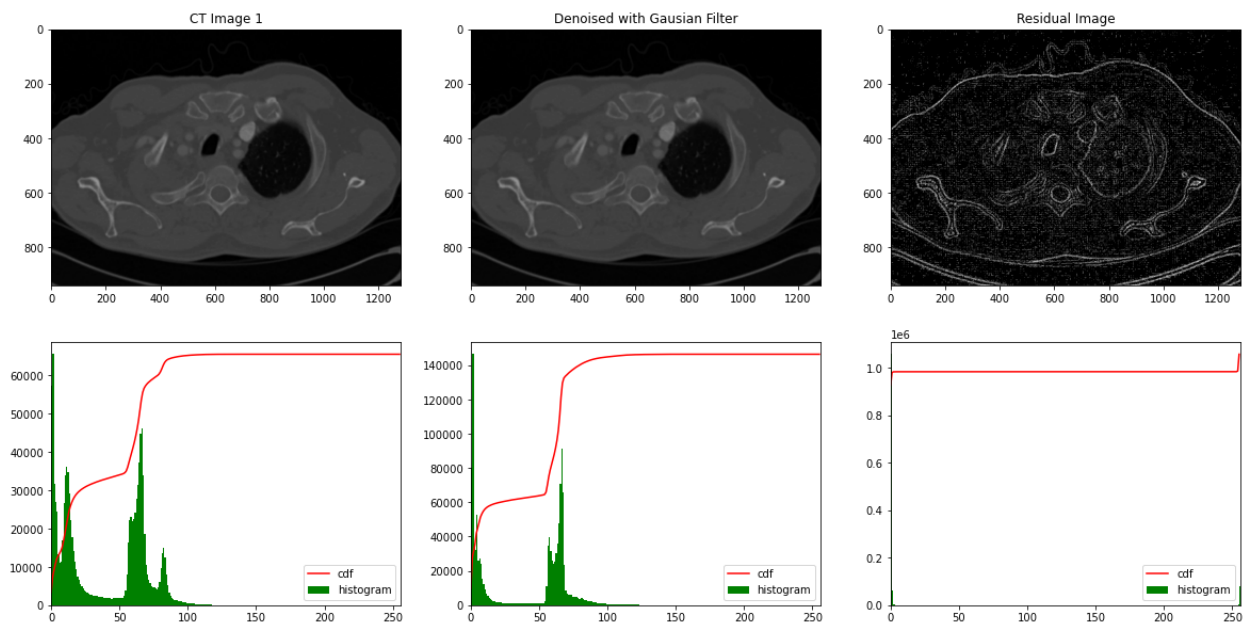 CT Image 1
Denoised with Gausian Filter
Residual Image
0
200
400
600
800
0 200 400 600 800 1000 1200
0
200
400
600
800
0 200 400 600 800 1000 1200
0
200
400
600
800
0 200 400 600 800 1000 1200
60000
50000
40000
30000
20000
10000
0
0 50 100 150 200 250
cdf
histogram
140000
120000
100000
80000
60000
40000
20000
0
0 50 100 150 200 250
cdf
histogram
1e6
1.0
0.8
0.6
0.4
0.2
0.0
0 50 100 150 200 250
cdf
histogram